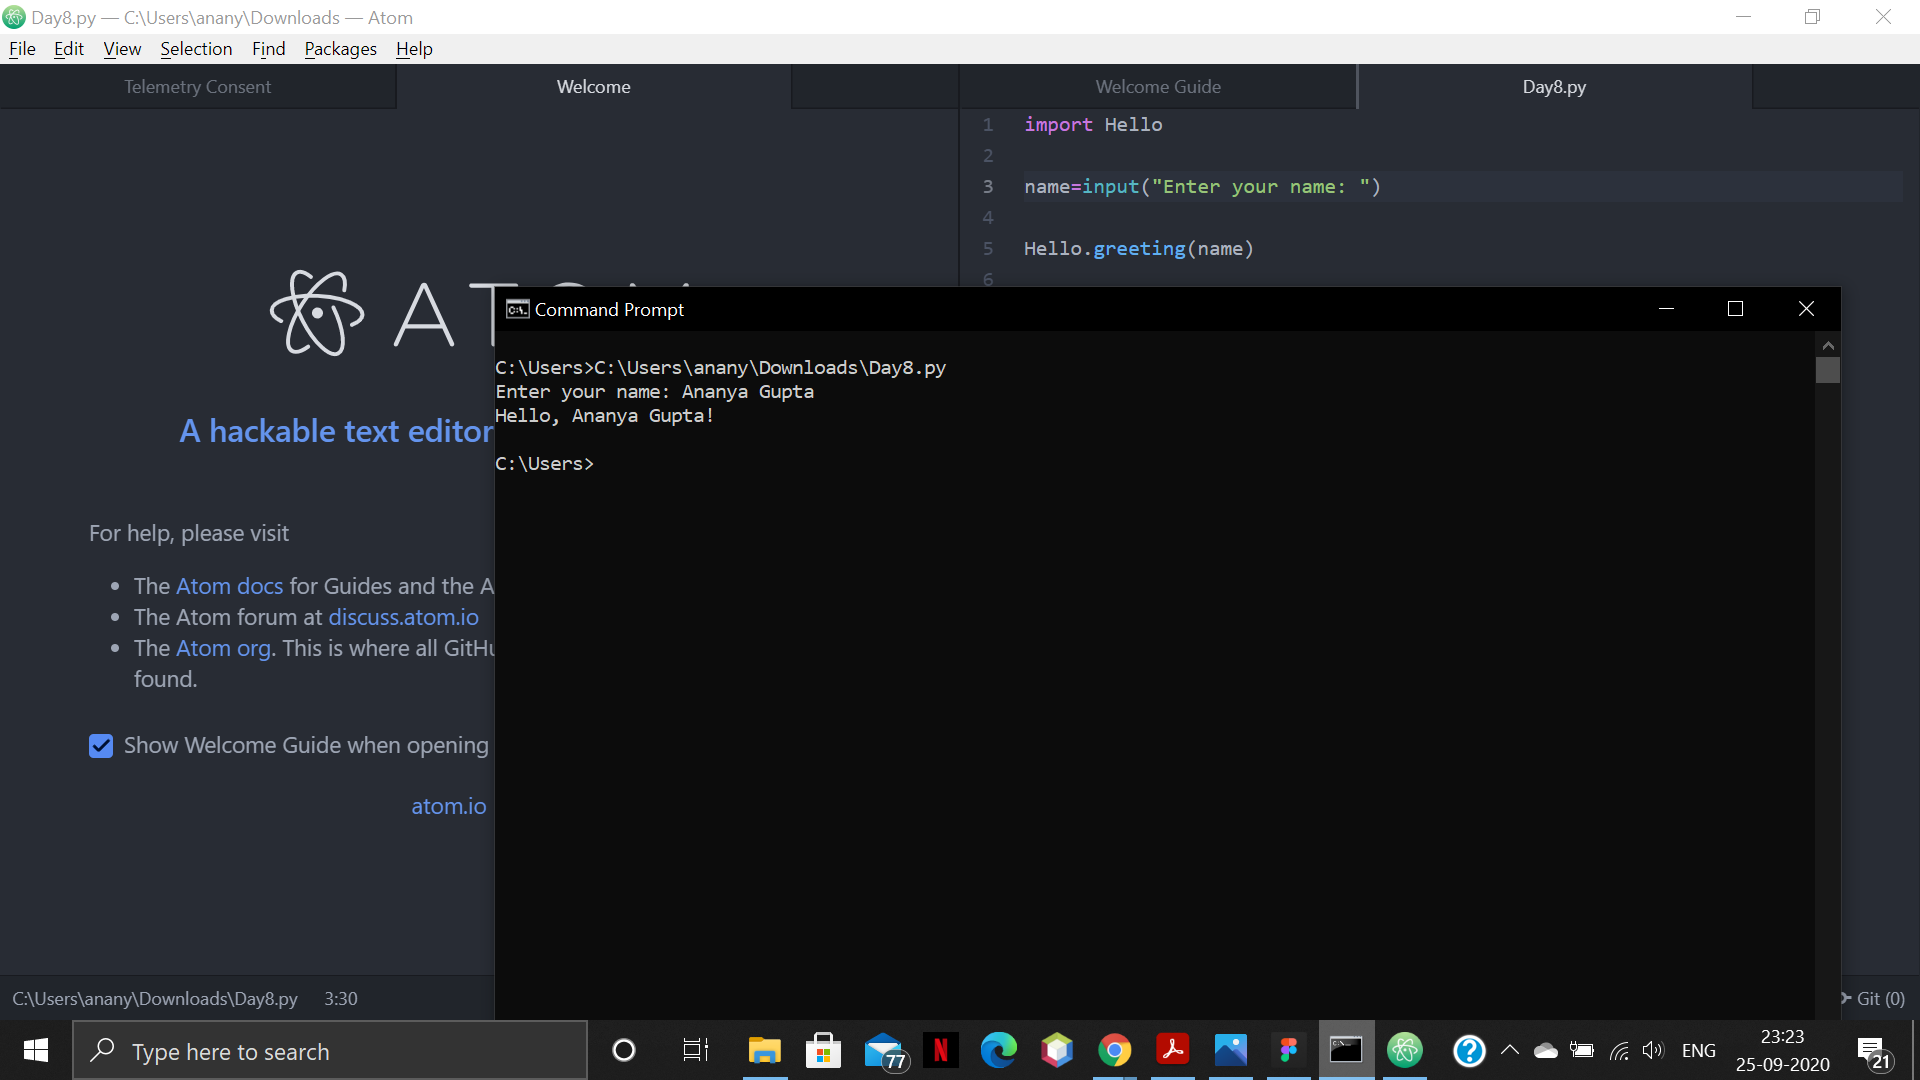 Day8.py — C:\Users\anany\Downloads — Atom
File Edit View Selection Find Packages Help
Telemetry Consent
Welcome
Welcome Guide
Day8.py
1 import Hello
2
3 name=input("Enter your name: ")
4
5 Hello.greeting(name)
6
A
Command Prompt
C:\Users>C:\Users\anany\Downloads\Day8.py
Enter your name: Ananya Gupta
Hello, Ananya Gupta!
C:\Users>
A hackable text editor
For help, please visit
The Atom docs for Guides and the A
The Atom forum at discuss.atom.io
The Atom org. This is where all GitHu
found.
Show Welcome Guide when opening
atom.io
C:\Users\anany\Downloads\Day8.py 3:30
Git (0)
Type here to search
77
N
ENG
23:23
25-09-2020
21